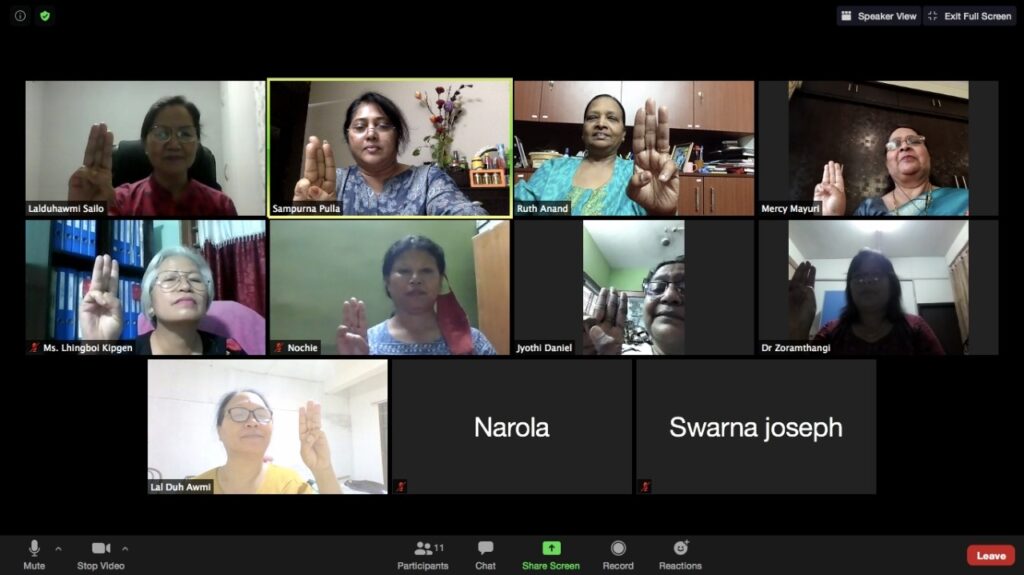 Speaker View
Exit Full Screen
Lalduhawmi Sailo
Sampurna Pulla
Ruth Anand
Mercy Mayuri
Ms. Lhingboi Kipgen
Nochie
Jyothi Daniel
Dr Zoramthangi
Lal Duh Awmi
Narola
Swarna joseph
Mute
Stop Video
Participants
11
Chat
Share Screen
Record
Reactions
Leave